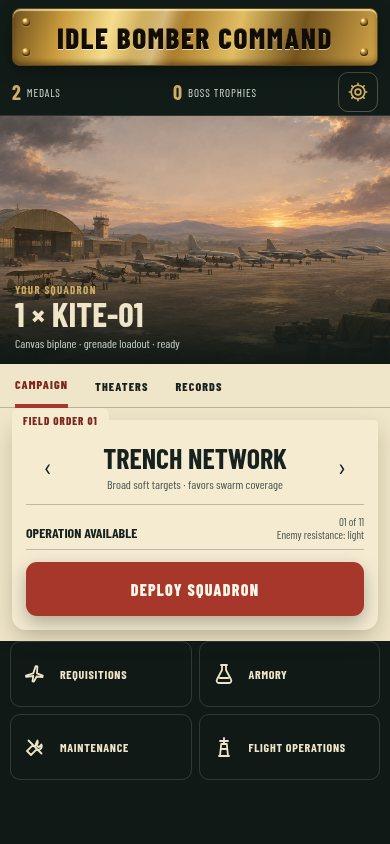 IDLE BOMBER COMMAND
2 MEDALS
0 BOSS TROPHIES
YOUR SQUADRON
1 × KITE-01
Canvas biplane · grenade loadout · ready
CAMPAIGN
THEATERS
RECORDS
FIELD ORDER 01
‹
TRENCH NETWORK
›
Broad soft targets · favors swarm coverage
OPERATION AVAILABLE
01 of 11
Enemy resistance: light
DEPLOY SQUADRON
REQUISITIONS
ARMORY
MAINTENANCE
FLIGHT OPERATIONS